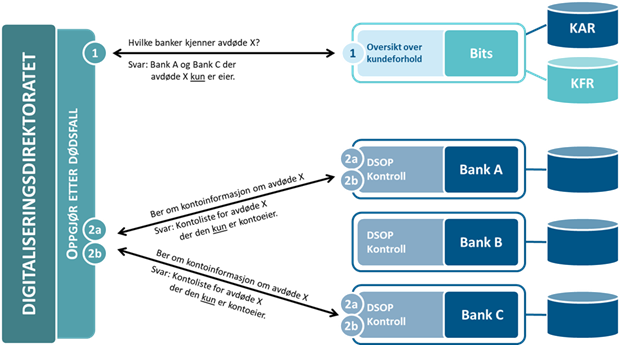 DIGITALISERINGSDIREKTORATET
OPPGJØR ETTER DØDSFALL
1
Hvilke banker kjenner avdøde X?
Svar: Bank A og Bank C der
avdøde X kun er eier.
1
Oversikt over
kundeforhold
Bits
KAR
KFR
2a
2b
DSOP
Kontroll
Bank A
Ber om kontoinformasjon om avdøde X
Svar: Kontoliste for avdøde X
der den kun er kontoeier.
2a
2b
DSOP
Kontroll
Bank B
Ber om kontoinformasjon om avdøde X
Svar: Kontoliste for avdøde X
der den kun er kontoeier.
2a
2b
DSOP
Kontroll
Bank C